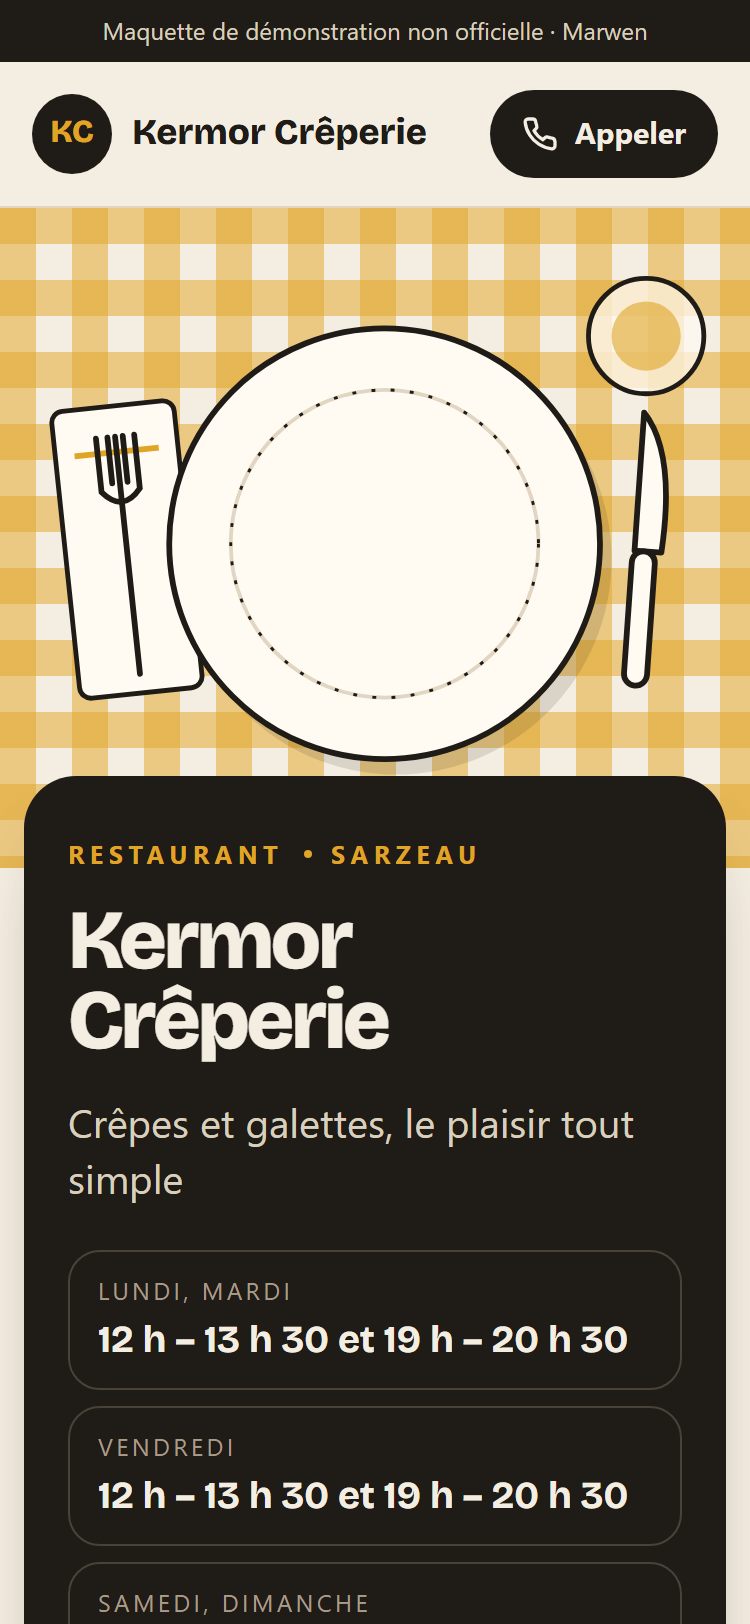 Maquette de démonstration non officielle · Marwen
KC
Kermor Crêperie
Appeler
RESTAURANT • SARZEAU
Kermor
Crêperie
Crêpes et galettes, le plaisir tout
simple
LUNDI, MARDI
12 h – 13 h 30 et 19 h – 20 h 30
VENDREDI
12 h – 13 h 30 et 19 h – 20 h 30
SAMEDI, DIMANCHE